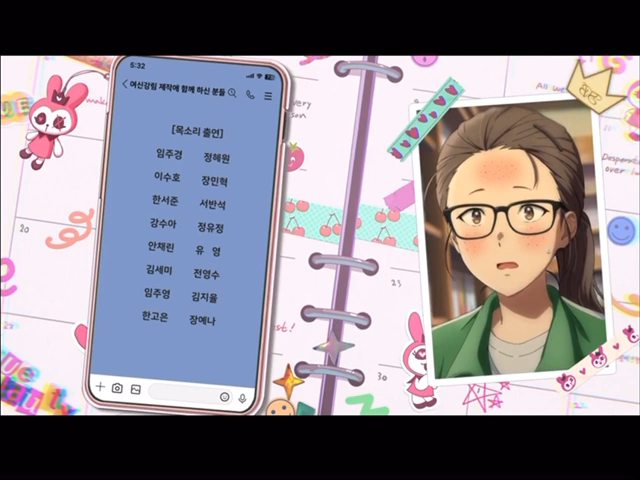 5:32
여신강림 제작에 함께 하신 분들
[목소리 출연]
임주경 정혜원
이수호 장민혁
한서준 서반석
강수아 정유정
안채린 유 영
김세미 전영수
임주영 김지율
한고은 장예나
20
23
30